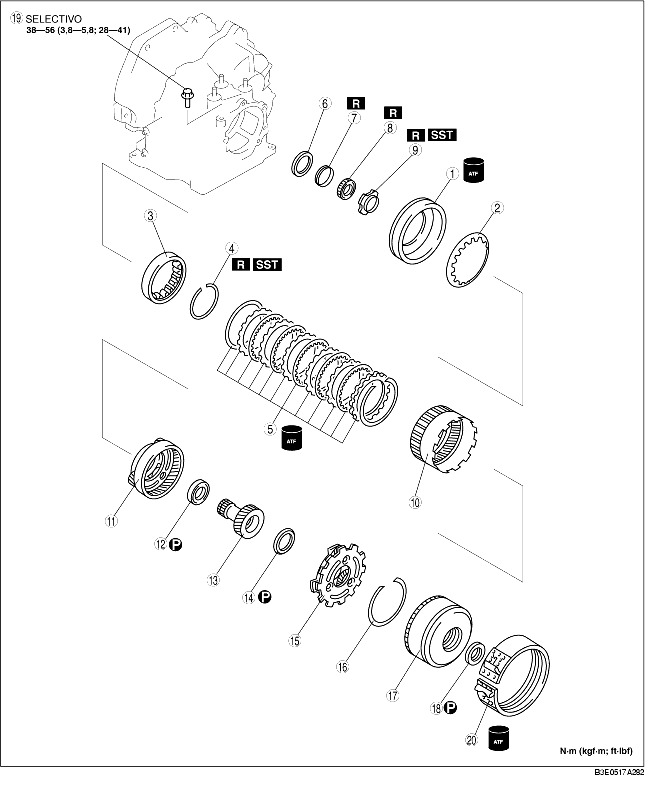 19 SELECTIVO
38—56 (3,8—5,8; 28—41)
6
R
7
R
8
R SST
9
1
ATF
2
3
4
R SST
5
ATF
10
11
12 P
13
14 P
15
16
17
18 P
20
ATF
N·m (kgf·m; ft·lbf)
B3E0517A282